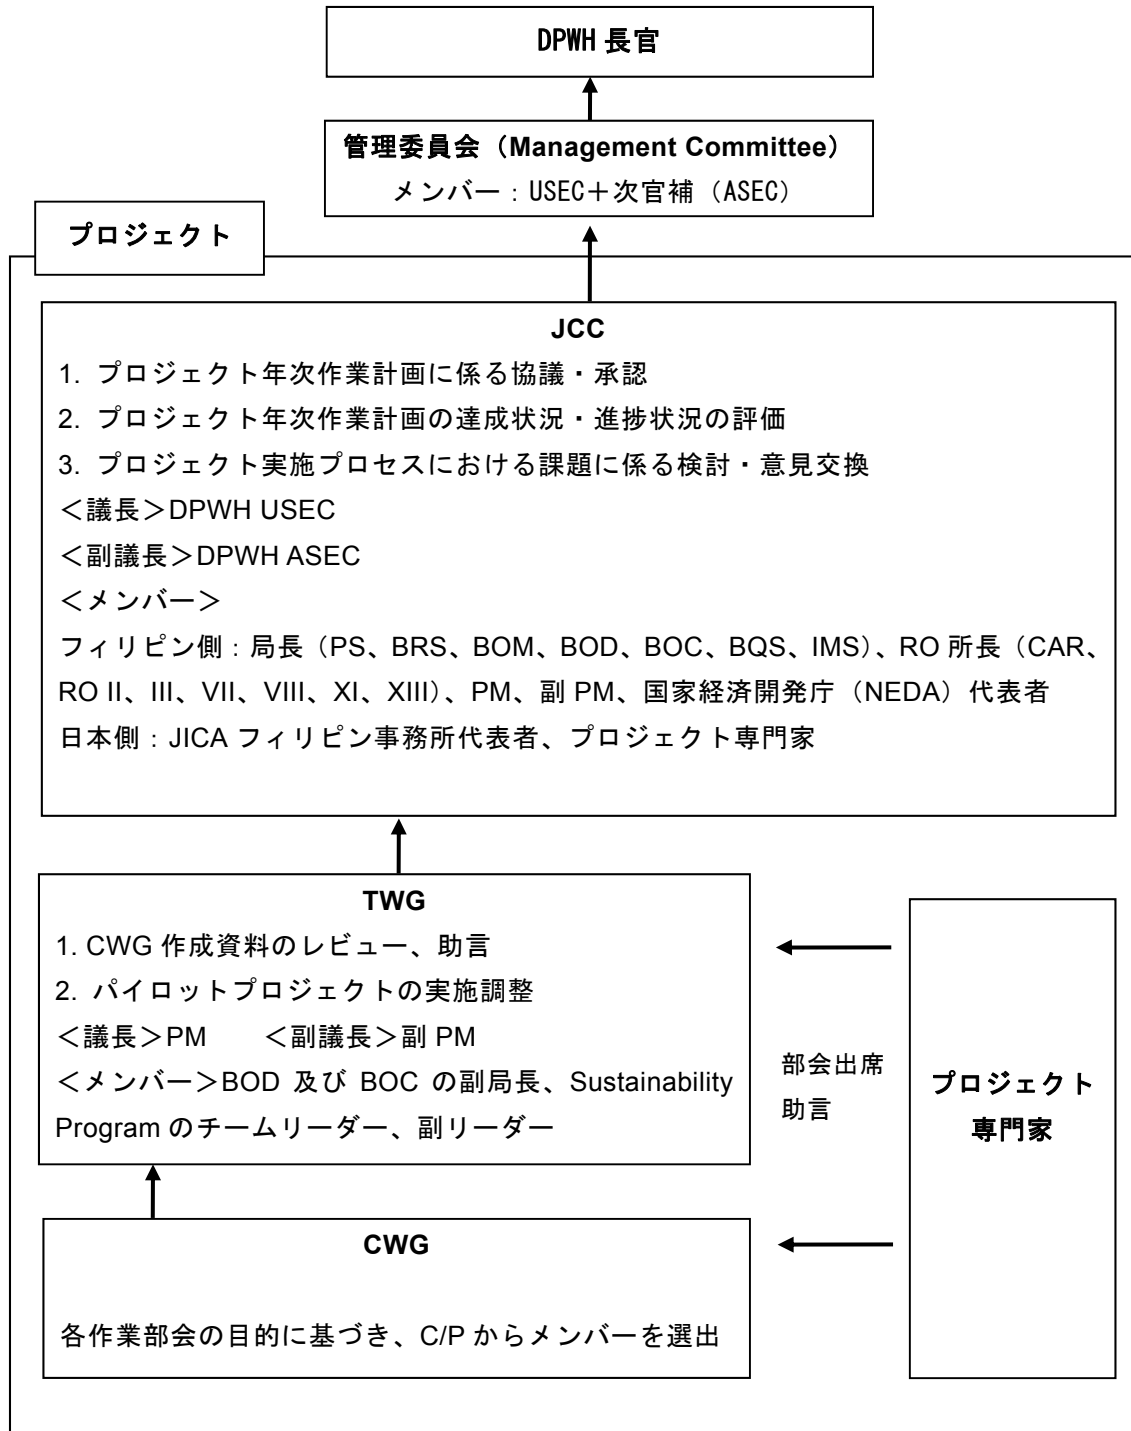 DPWH 長官
管理委員会（Management Committee）
メンバー：USEC＋次官補（ASEC）
プロジェクト
JCC
1. プロジェクト年次作業計画に係る協議・承認
2. プロジェクト年次作業計画の達成状況・進捗状況の評価
3. プロジェクト実施プロセスにおける課題に係る検討・意見交換
＜議長＞DPWH USEC
＜副議長＞DPWH ASEC
＜メンバー＞
フィリピン側：局長（PS、BRS、BOM、BOD、BOC、BQS、IMS）、RO 所長（CAR、
RO II、III、VII、VIII、XI、XIII）、PM、副 PM、国家経済開発庁（NEDA）代表者
日本側：JICA フィリピン事務所代表者、プロジェクト専門家
TWG
1. CWG 作成資料のレビュー、助言
2. パイロットプロジェクトの実施調整
＜議長＞PM　　＜副議長＞副 PM
＜メンバー＞BOD 及び BOC の副局長、Sustainability
Program のチームリーダー、副リーダー
部会出席
助言
プロジェクト
専門家
CWG
各作業部会の目的に基づき、C/P からメンバーを選出